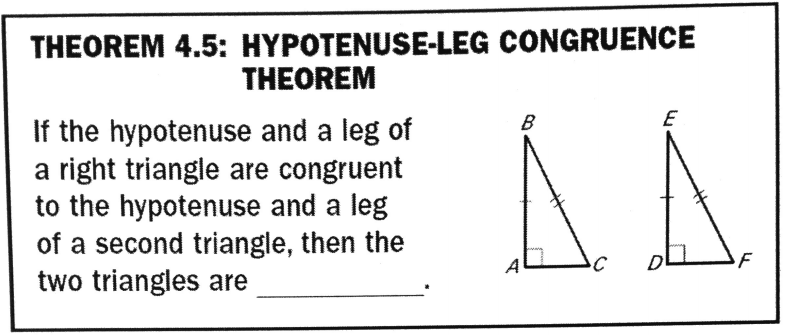 THEOREM 4.5: HYPOTENUSE-LEG CONGRUENCE
THEOREM
If the hypotenuse and a leg of
a right triangle are congruent
to the hypotenuse and a leg
of a second triangle, then the
two triangles are ____________.
B
E
A
C
D
F